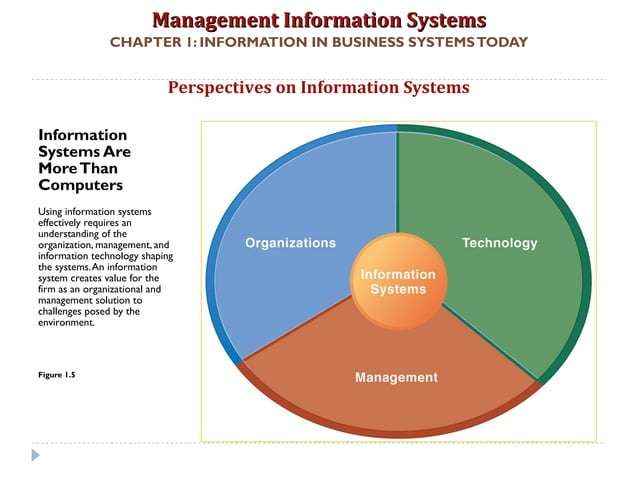 Management Information Systems
CHAPTER 1: INFORMATION IN BUSINESS SYSTEMS TODAY
Perspectives on Information Systems
Information
Systems Are
More Than
Computers
Using information systems
effectively requires an
understanding of the
organization, management, and
information technology shaping
the systems. An information
system creates value for the
firm as an organizational and
management solution to
challenges posed by the
environment.
Figure 1.5
Organizations
Technology
Information
Systems
Management